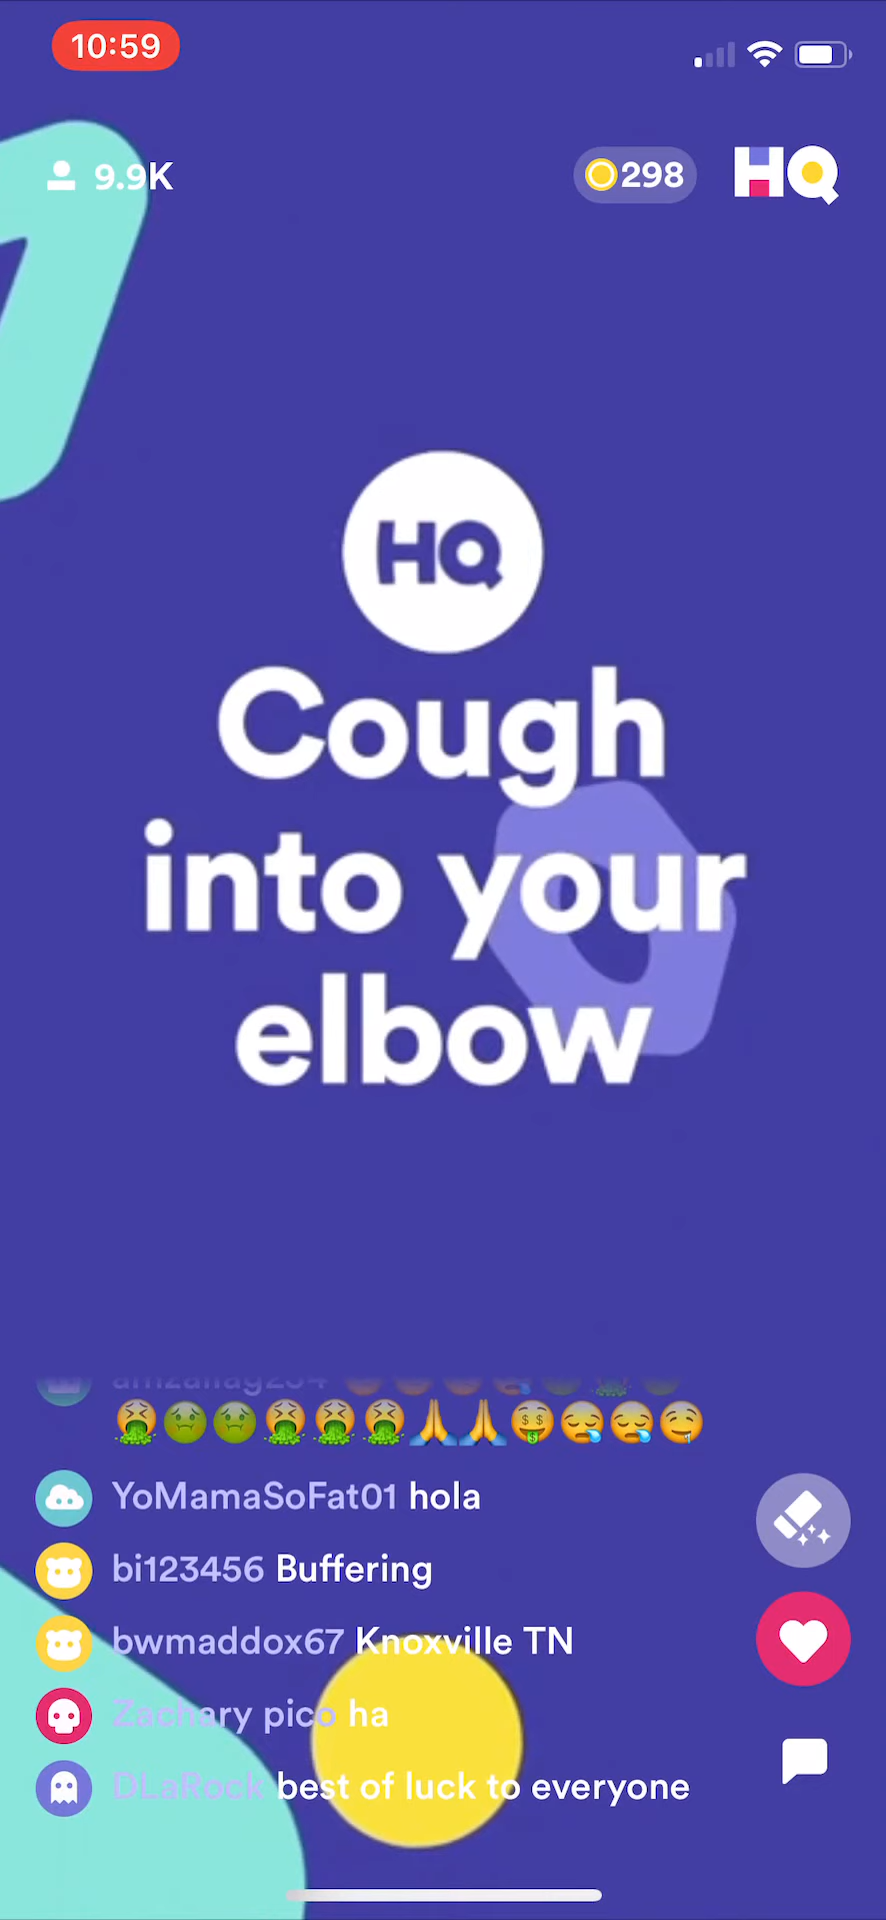 10:59
9.9K
298
HQ
HQ
Cough
into your
elbow
🤮🤢🤢🤮🤮🤮🙏🙏🤑😪😪🤤
YoMamaSoFat01 hola
bi123456 Buffering
bwmaddox67 Knoxville TN
Zachary pico ha
DLaRock best of luck to everyone